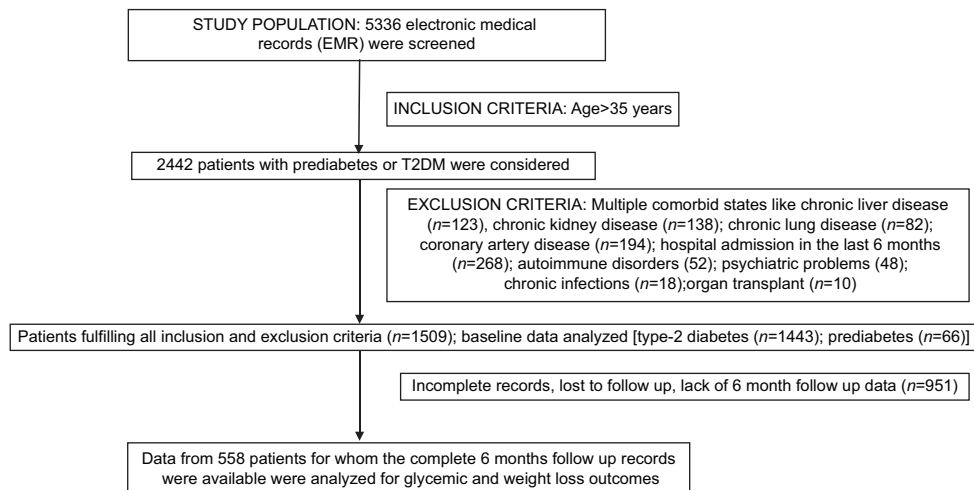 STUDY POPULATION: 5336 electronic medical
records (EMR) were screened
INCLUSION CRITERIA: Age>35 years
2442 patients with prediabetes or T2DM were considered
EXCLUSION CRITERIA: Multiple comorbid states like chronic liver disease
(n=123), chronic kidney disease (n=138); chronic lung disease (n=82);
coronary artery disease (n=194); hospital admission in the last 6 months
(n=268); autoimmune disorders (52); psychiatric problems (48);
chronic infections (n=18);organ transplant (n=10)
Patients fulfilling all inclusion and exclusion criteria (n=1509); baseline data analyzed [type-2 diabetes (n=1443); prediabetes (n=66)]
Incomplete records, lost to follow up, lack of 6 month follow up data (n=951)
Data from 558 patients for whom the complete 6 months follow up records
were available were analyzed for glycemic and weight loss outcomes